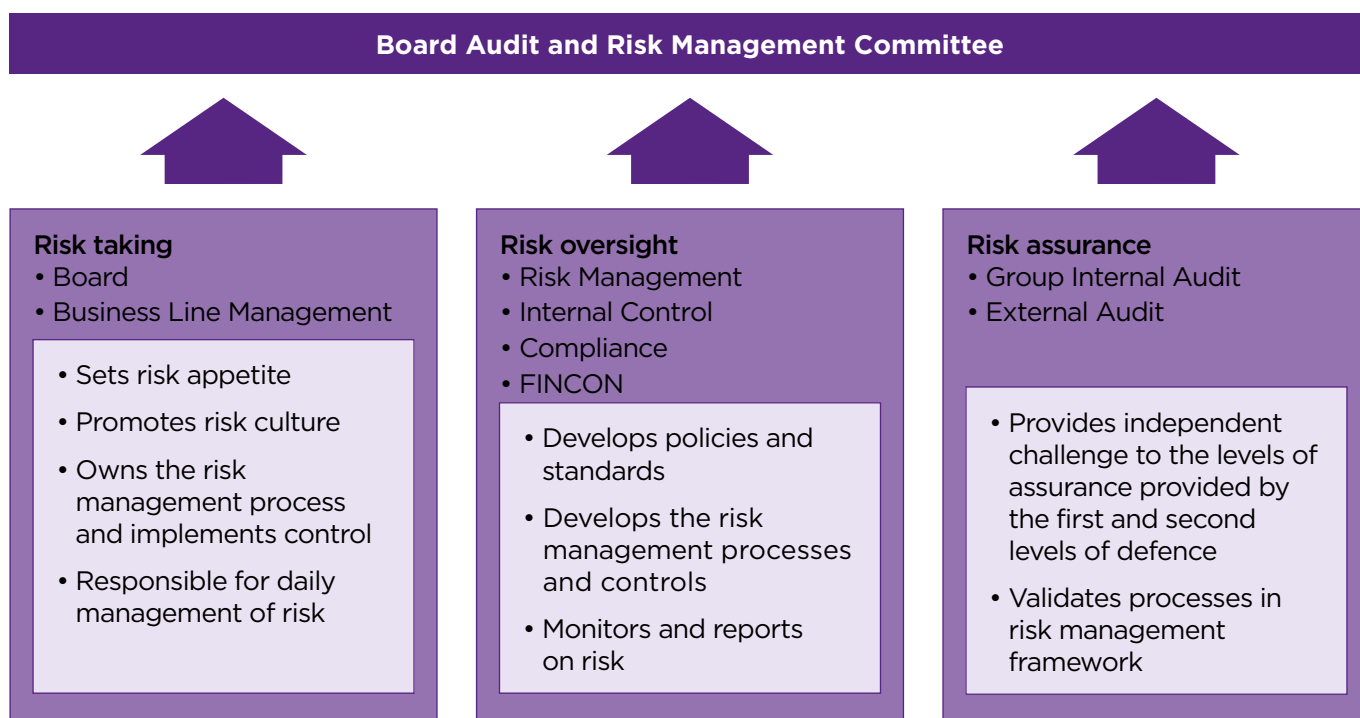 Board Audit and Risk Management Committee
Risk taking
• Board
• Business Line Management
• Sets risk appetite
• Promotes risk culture
• Owns the risk
management process
and implements control
• Responsible for daily
management of risk
Risk oversight
• Risk Management
• Internal Control
• Compliance
• FINCON
• Develops policies and
standards
• Develops the risk
management processes
and controls
• Monitors and reports
on risk
Risk assurance
• Group Internal Audit
• External Audit
• Provides independent
challenge to the levels of
assurance provided by
the first and second
levels of defence
• Validates processes in
risk management
framework